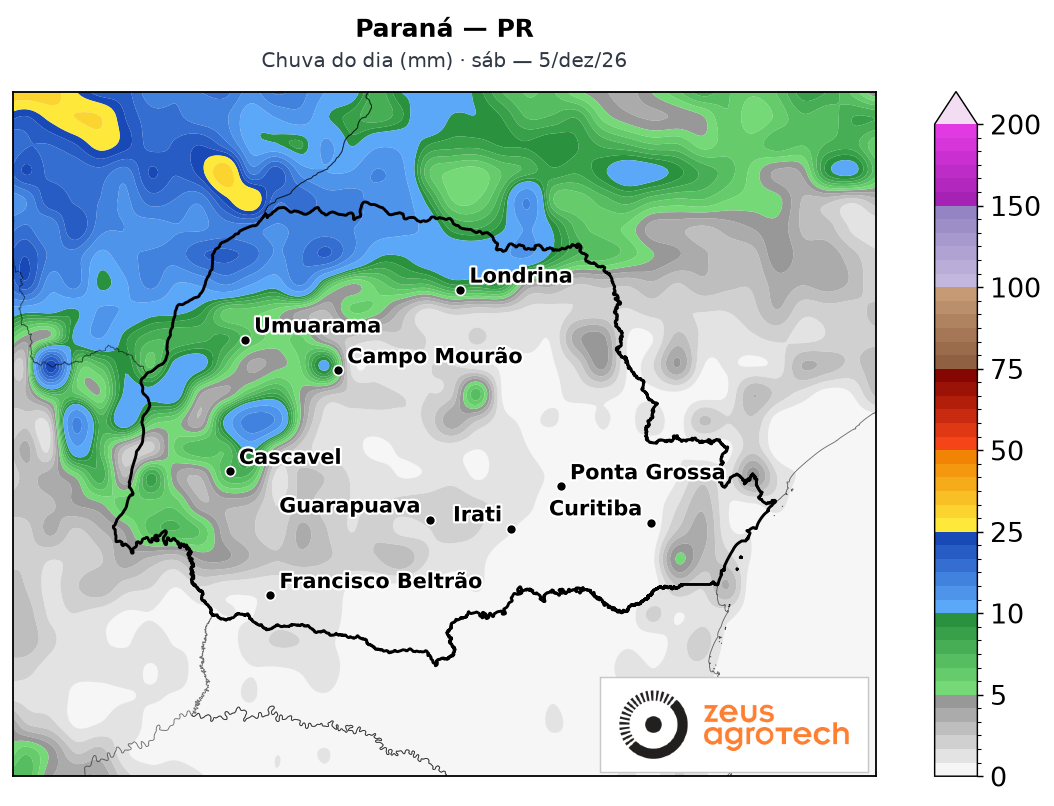 Paraná — PR
Chuva do dia (mm) · sáb — 5/dez/26
Londrina
Umuarama
Campo Mourão
Cascavel
Ponta Grossa
Guarapuava
Irati
Curitiba
Francisco Beltrão
zeus
agrotech
200
150
100
75
50
25
10
5
0